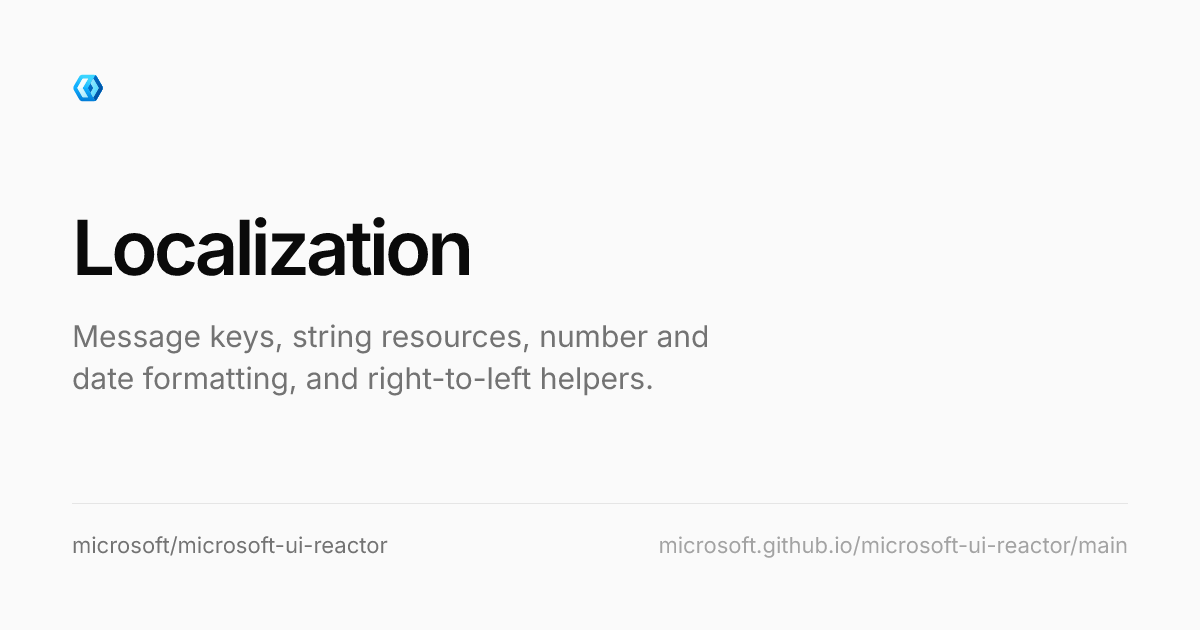 Localization
Message keys, string resources, number and
date formatting, and right-to-left helpers.
microsoft/microsoft-ui-reactor
microsoft.github.io/microsoft-ui-reactor/main